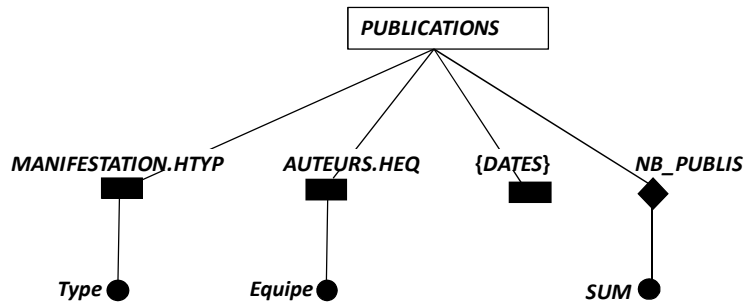 PUBLICATIONS
MANIFESTATION.HTYP
AUTEURS.HEQ
{DATES}
NB_PUBLIS
Type
Equipe
SUM